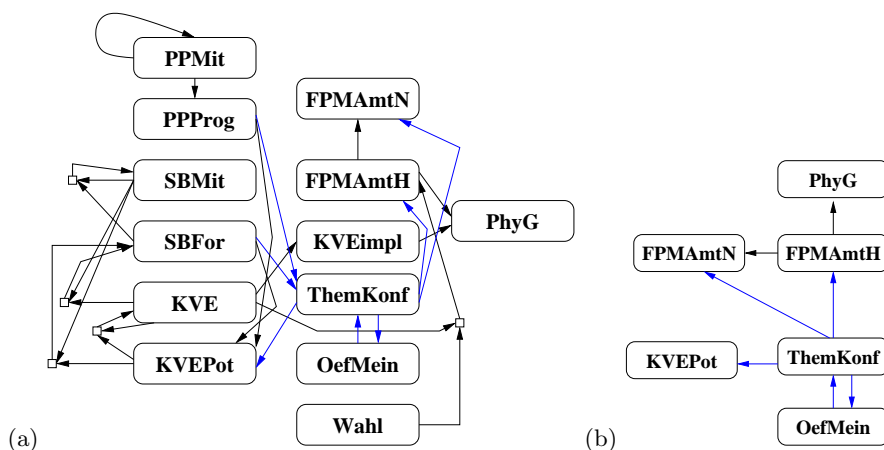 PPMit
PPProg
SBMit
SBFor
KVE
KVEPot
FPMAmtN
FPMAmtH
KVEimpl
ThemKonf
OefMein
Wahl
PhyG
(a)
PhyG
FPMAmtN
FPMAmtH
KVEPot
ThemKonf
OefMein
(b)